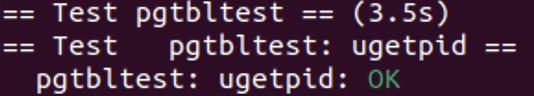 == Test pgtbltest == (3.5s)
== Test   pgtbltest: ugetpid ==
  pgtbltest: ugetpid: OK